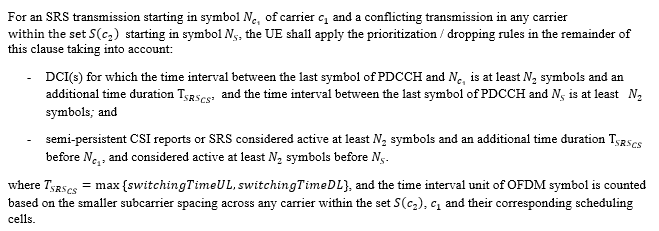 For an SRS transmission starting in symbol N_{c_1} of carrier c_1 and a conflicting transmission in any carrier
within the set S(c_2) starting in symbol N_S, the UE shall apply the prioritization / dropping rules in the remainder of
this clause taking into account:
- DCI(s) for which the time interval between the last symbol of PDCCH and N_{c_1} is at least N_2 symbols and an
additional time duration T_{SRS_{CS}}, and the time interval between the last symbol of PDCCH and N_S is at least N_2
symbols; and
- semi-persistent CSI reports or SRS considered active at least N_2 symbols and an additional time duration T_{SRS_{CS}}
before N_{c_1}, and considered active at least N_2 symbols before N_S.
where T_{SRS_{CS}} = max{switchingTimeUL, switchingTimeDL}, and the time interval unit of OFDM symbol is counted
based on the smaller subcarrier spacing across any carrier within the set S(c_2), c_1 and their corresponding scheduling
cells.